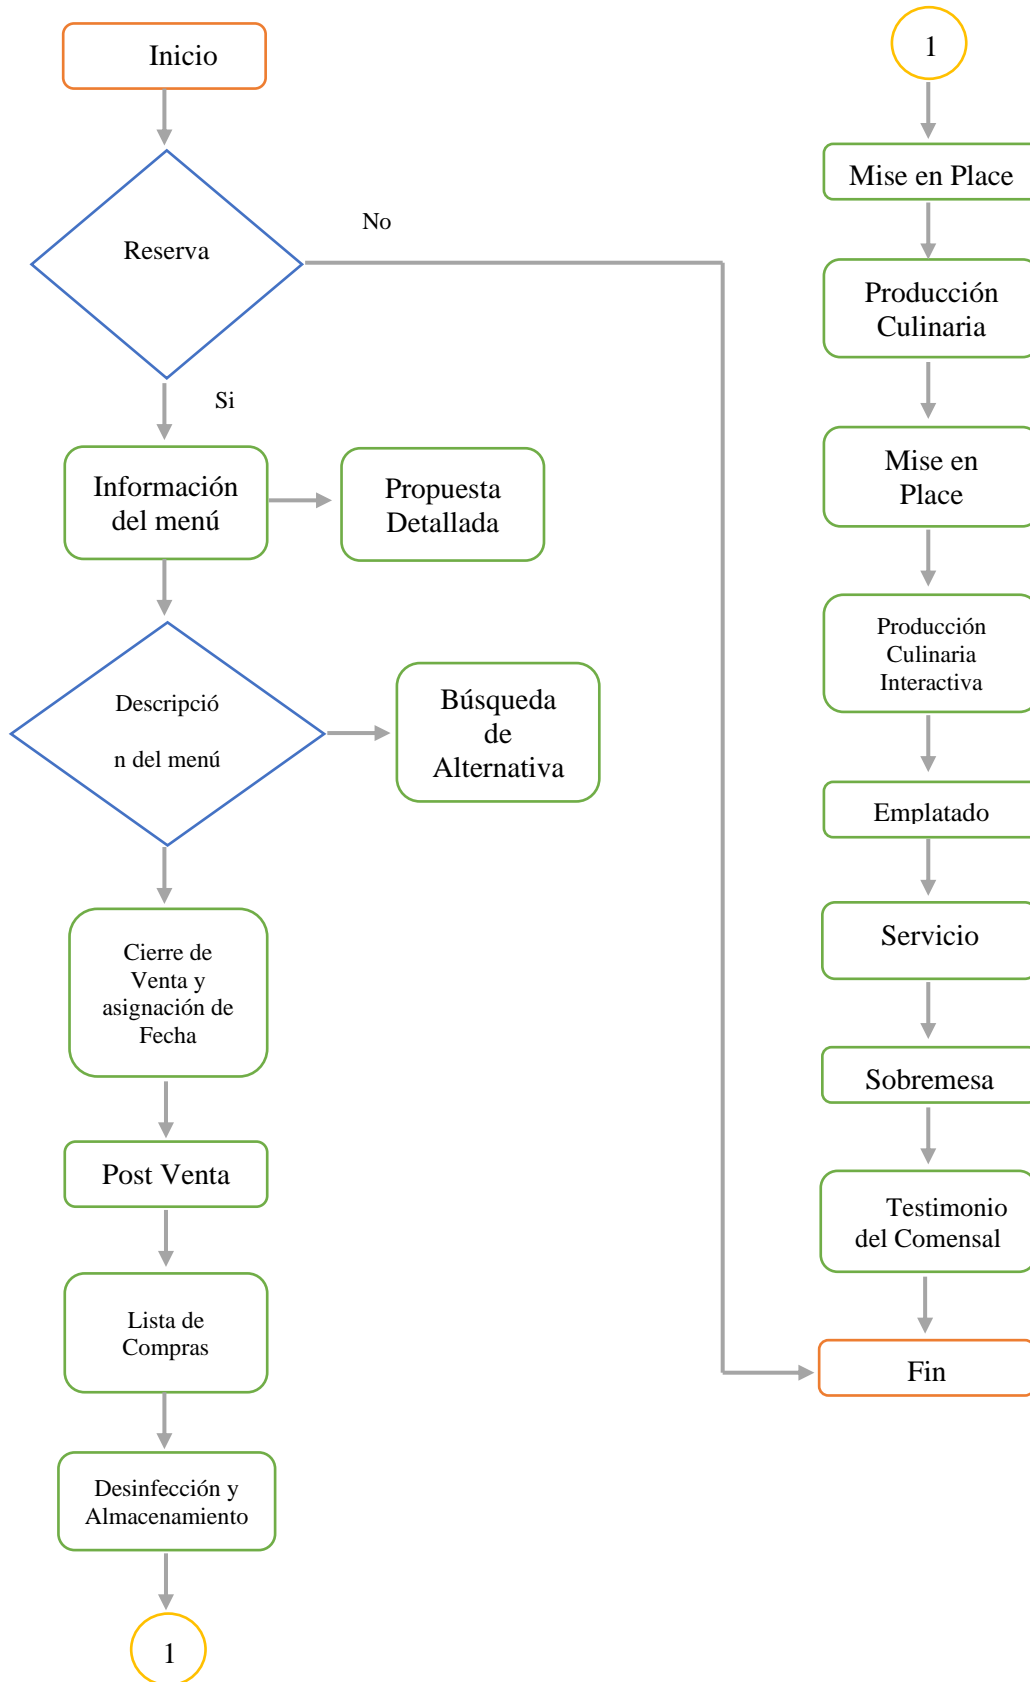 Inicio
Reserva
No
Si
Información
del menú
Propuesta
Detallada
Descripció
n del menú
Búsqueda
de
Alternativa
Cierre de
Venta y
asignación de
Fecha
Post Venta
Lista de
Compras
Desinfección y
Almacenamiento
1
1
Mise en Place
Producción
Culinaria
Mise en
Place
Producción
Culinaria
Interactiva
Emplatado
Servicio
Sobremesa
Testimonio
del Comensal
Fin